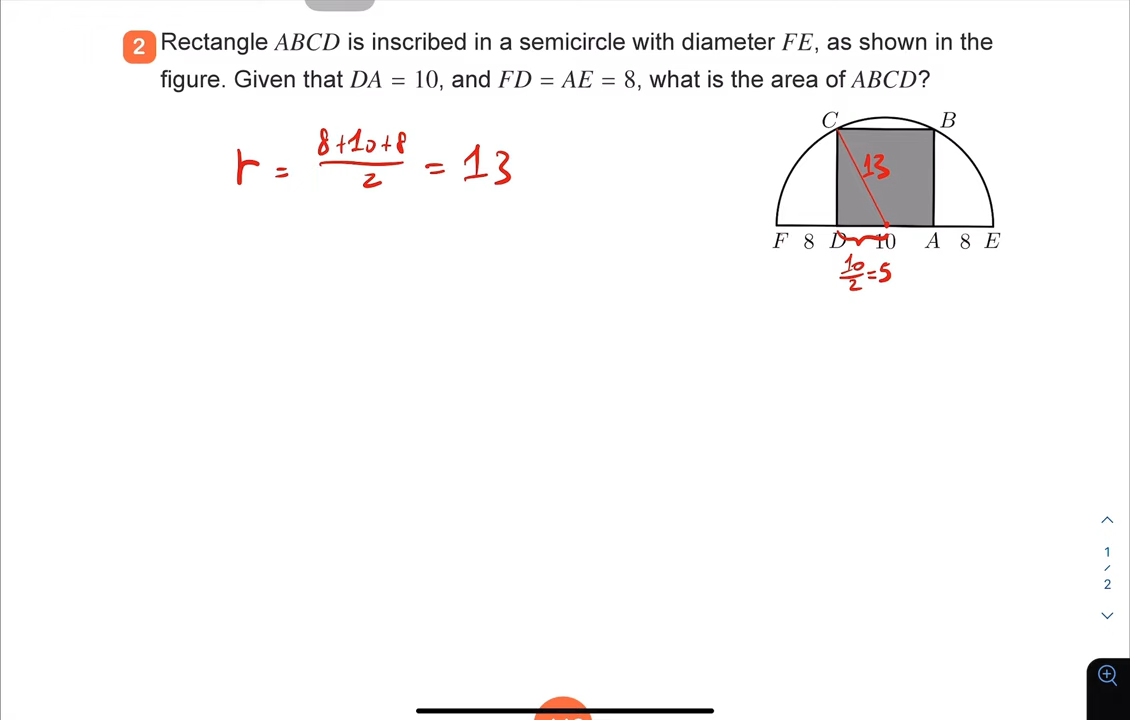 2 Rectangle ABCD is inscribed in a semicircle with diameter FE, as shown in the
figure. Given that DA = 10, and FD = AE = 8, what is the area of ABCD?
r = (8+10+8)/2 = 13
C B
13
F 8 D 10 A 8 E
10/2 = 5
1
/
2